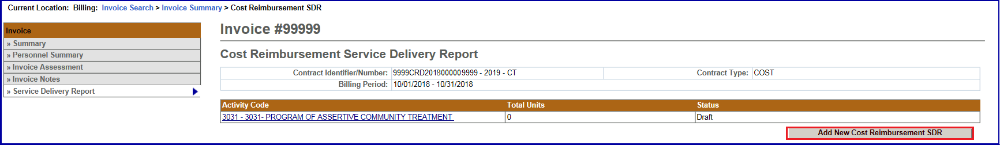 Current Location: Billing: Invoice Search > Invoice Summary > Cost Reimbursement SDR
Invoice
» Summary
» Personnel Summary
» Invoice Assessment
» Invoice Notes
» Service Delivery Report
Invoice #99999
Cost Reimbursement Service Delivery Report
Contract Identifier/Number: 9999CRD2018000009999 - 2019 - CT Contract Type: COST
Billing Period: 10/01/2018 - 10/31/2018
Activity Code Total Units Status
3031 - 3031- PROGRAM OF ASSERTIVE COMMUNITY TREATMENT 0 Draft
Add New Cost Reimbursement SDR